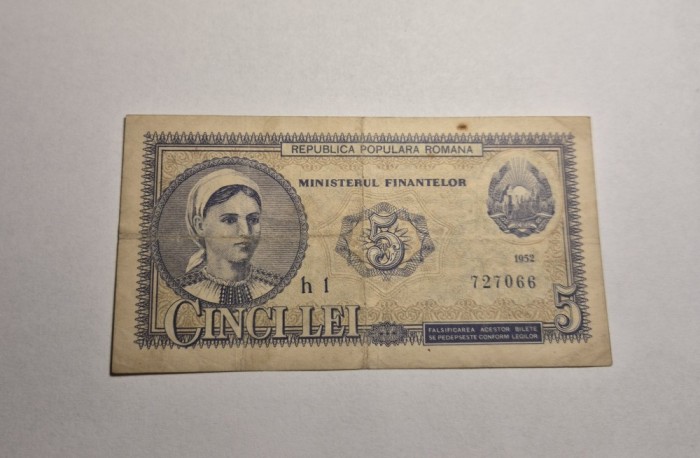 REPUBLICA POPULARA ROMANA
MINISTERUL FINANTELOR
5
1952
h 1
727066
CINCI LEI
5
FALSIFICAREA ACESTOR BILETE
SE PEDEPSESTE CONFORM LEGILOR